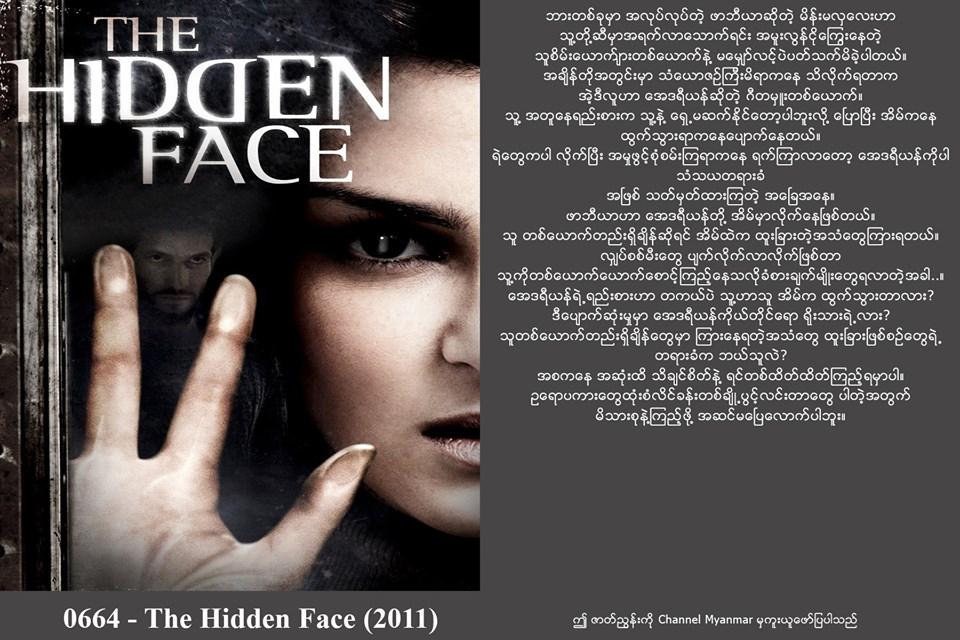 THE
HIDDEN
FACE
0664 - The Hidden Face (2011)
ဘားတစ်ခုမှာ အလုပ်လုပ်တဲ့ ဖာဘီယာဆိုတဲ့ မိန်းမလှလေးဟာ
သူ့တို့ဆီမှာအရက်လာသောက်ရင်း အမူးလွန်ငိုကြွေးနေတဲ့
သူစိမ်းယောက်ျားတစ်ယောက်နဲ့ မမျှော်လင့်ပဲပတ်သက်မိခဲ့ပါတယ်။
အချိန်တိုအတွင်းမှာ သံယောဇဉ်ကြီးမိရာကနေ သိလိုက်ရတာက
အဲ့ဒီလူဟာ အေဒရီယန်ဆိုတဲ့ ဂီတမှူးတစ်ယောက်။
သူ့ အတူနေရည်းစားက သူ့နဲ့ ရှေ့မဆက်နိုင်တော့ပါဘူးလို့ ပြောပြီး အိမ်ကနေ
ထွက်သွားရာကနေပျောက်နေတယ်။
ရဲတွေကပါ လိုက်ပြီး အမှုဖွင့်စုံစမ်းကြရာကနေ ရက်ကြာလာတော့ အေဒရီယန်ကိုပါ
သံသယတရားခံ
အဖြစ် သတ်မှတ်ထားကြတဲ့ အခြေအနေ။
ဖာဘီယာဟာ အေဒရီယန်တို့ အိမ်မှာလိုက်နေဖြစ်တယ်။
သူ တစ်ယောက်တည်းရှိချိန်ဆိုရင် အိမ်ထဲက ထူးခြားတဲ့အသံတွေကြားရတယ်။
လျှပ်စစ်မီးတွေ ပျက်လိုက်လာလိုက်ဖြစ်တာ
သူ့ကိုတစ်ယောက်ယောက်စောင့်ကြည့်နေသလိုခံစားချက်မျိုးတွေရလာတဲ့အခါ..။
အေဒရီယန်ရဲ့ရည်းစားဟာ တကယ်ပဲ သူ့ဟာသူ အိမ်က ထွက်သွားတာလား?
ဒီပျောက်ဆုံးမှုမှာ အေဒရီယန်ကိုယ်တိုင်ရော ရိုးသားရဲ့လား?
သူတစ်ယောက်တည်းရှိချိန်တွေမှာ ကြားနေရတဲ့အသံတွေ ထူးခြားဖြစ်စဉ်တွေရဲ့
တရားခံက ဘယ်သူလဲ?
အစကနေ အဆုံးထိ သိချင်စိတ်နဲ့ ရင်တစ်ထိတ်ထိတ်ကြည့်ရမှာပါ။
ဥရောပကားတွေထုံးစံလိင်ခန်းတစ်ချို့ပွင့်လင်းတာတွေ ပါတဲ့အတွက်
မိသားစုနဲ့ကြည့်ဖို့ အဆင်မပြေလောက်ပါဘူး။
ဤ ဇာတ်ညွှန်းကို Channel Myanmar မှကူးယူဖော်ပြပါသည်